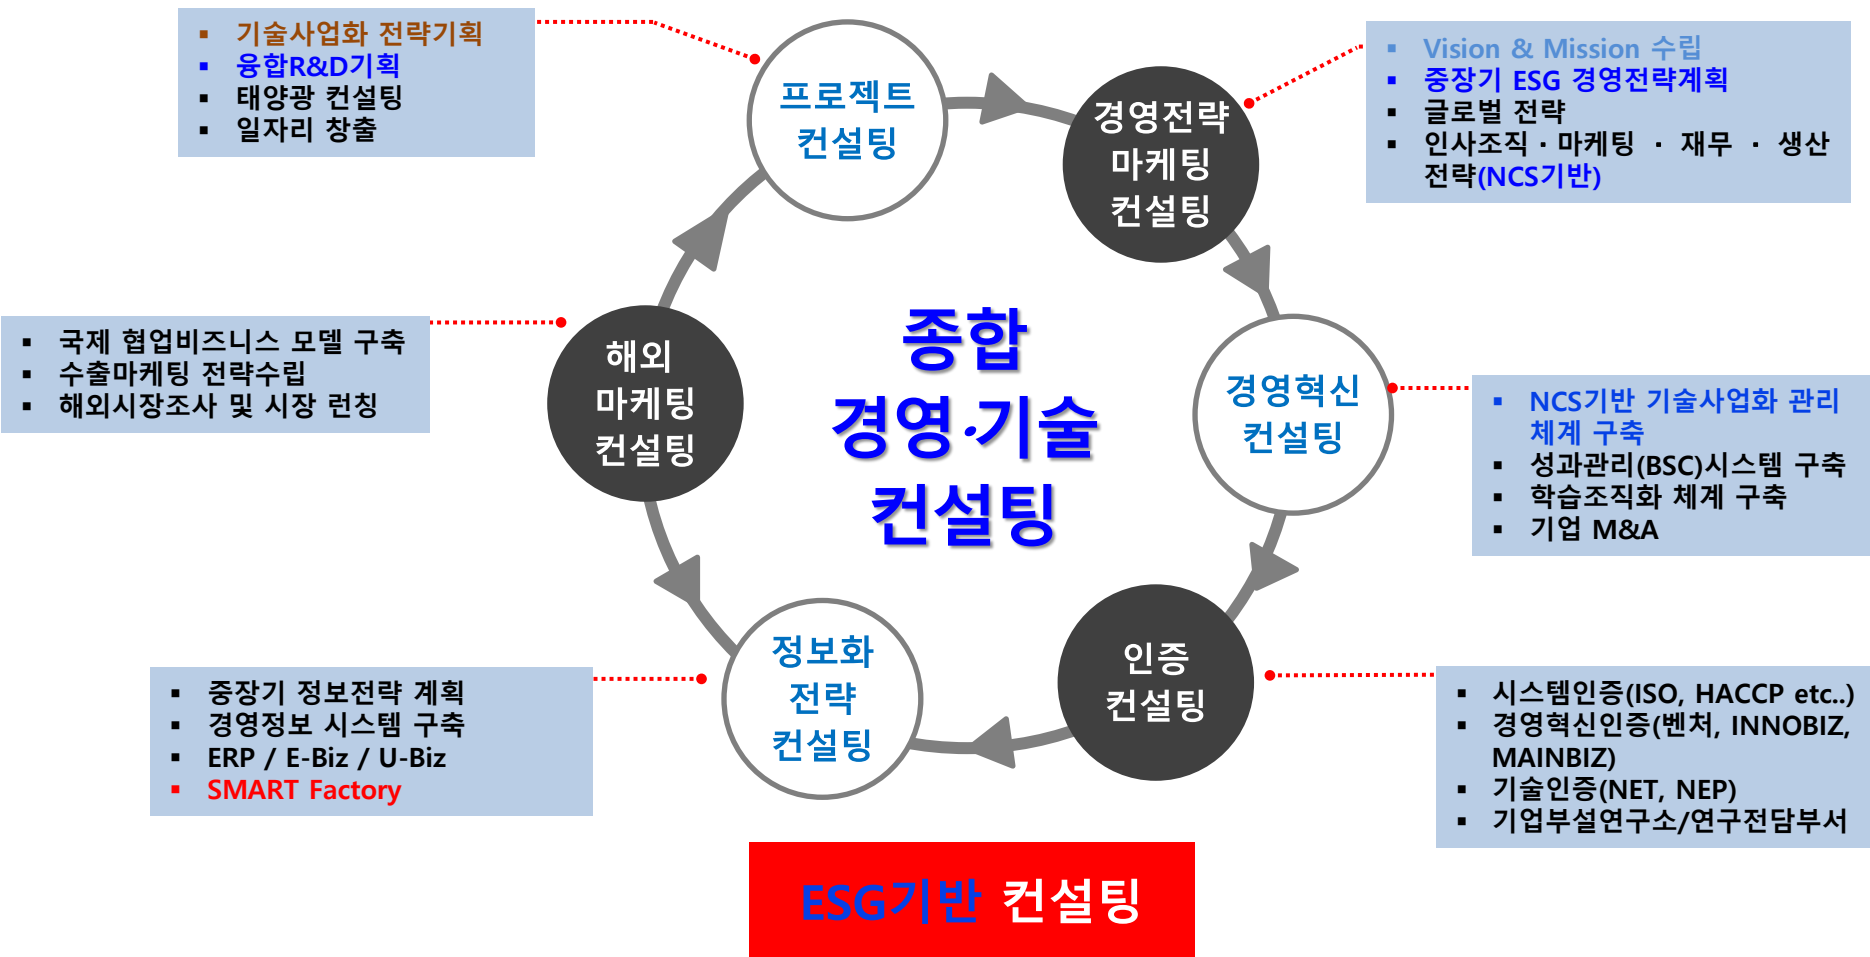 기술사업화 전략기획
융합R&D기획
태양광 컨설팅
일자리 창출
프로젝트
컨설팅
경영전략
마케팅
컨설팅
Vision & Mission 수립
중장기 ESG 경영전략계획
글로벌 전략
인사조직 · 마케팅 · 재무 · 생산
전략(NCS기반)
국제 협업비즈니스 모델 구축
수출마케팅 전략수립
해외시장조사 및 시장 런칭
해외
마케팅
컨설팅
종합
경영·기술
컨설팅
경영혁신
컨설팅
NCS기반 기술사업화 관리
체계 구축
성과관리(BSC)시스템 구축
학습조직화 체계 구축
기업 M&A
중장기 정보전략 계획
경영정보 시스템 구축
ERP / E-Biz / U-Biz
SMART Factory
정보화
전략
컨설팅
인증
컨설팅
시스템인증(ISO, HACCP etc..)
경영혁신인증(벤처, INNOBIZ,
MAINBIZ)
기술인증(NET, NEP)
기업부설연구소/연구전담부서
ESG기반 컨설팅